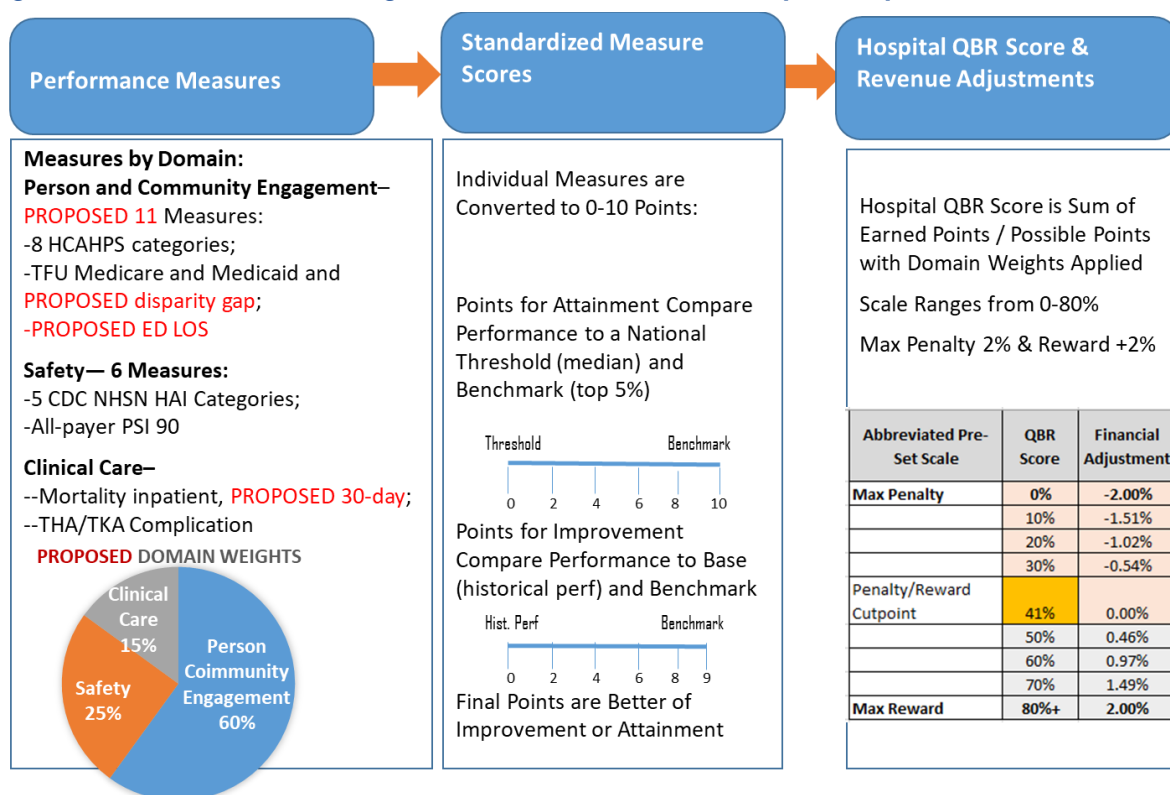 Performance Measures
Measures by Domain:
Person and Community Engagement–
PROPOSED 11 Measures:
-8 HCAHPS categories;
-TFU Medicare and Medicaid and
PROPOSED disparity gap;
-PROPOSED ED LOS
Safety— 6 Measures:
-5 CDC NHSN HAI Categories;
-All-payer PSI 90
Clinical Care–
--Mortality inpatient, PROPOSED 30-day;
--THA/TKA Complication
PROPOSED DOMAIN WEIGHTS
Clinical
Care
15%
Person
Coimmunity
Engagement
60%
Safety
25%
Standardized Measure
Scores
Individual Measures are
Converted to 0-10 Points:
Points for Attainment Compare
Performance to a National
Threshold (median) and
Benchmark (top 5%)
Threshold Benchmark
0 2 4 6 8 10
Points for Improvement
Compare Performance to Base
(historical perf) and Benchmark
Hist. Perf Benchmark
0 2 4 6 8 9
Final Points are Better of
Improvement or Attainment
Hospital QBR Score &
Revenue Adjustments
Hospital QBR Score is Sum of
Earned Points / Possible Points
with Domain Weights Applied
Scale Ranges from 0-80%
Max Penalty 2% & Reward +2%
Abbreviated Pre-
Set Scale
QBR
Score
Financial
Adjustment
Max Penalty 0% -2.00%
10% -1.51%
20% -1.02%
30% -0.54%
Penalty/Reward
Cutpoint 41% 0.00%
50% 0.46%
60% 0.97%
70% 1.49%
Max Reward 80%+ 2.00%